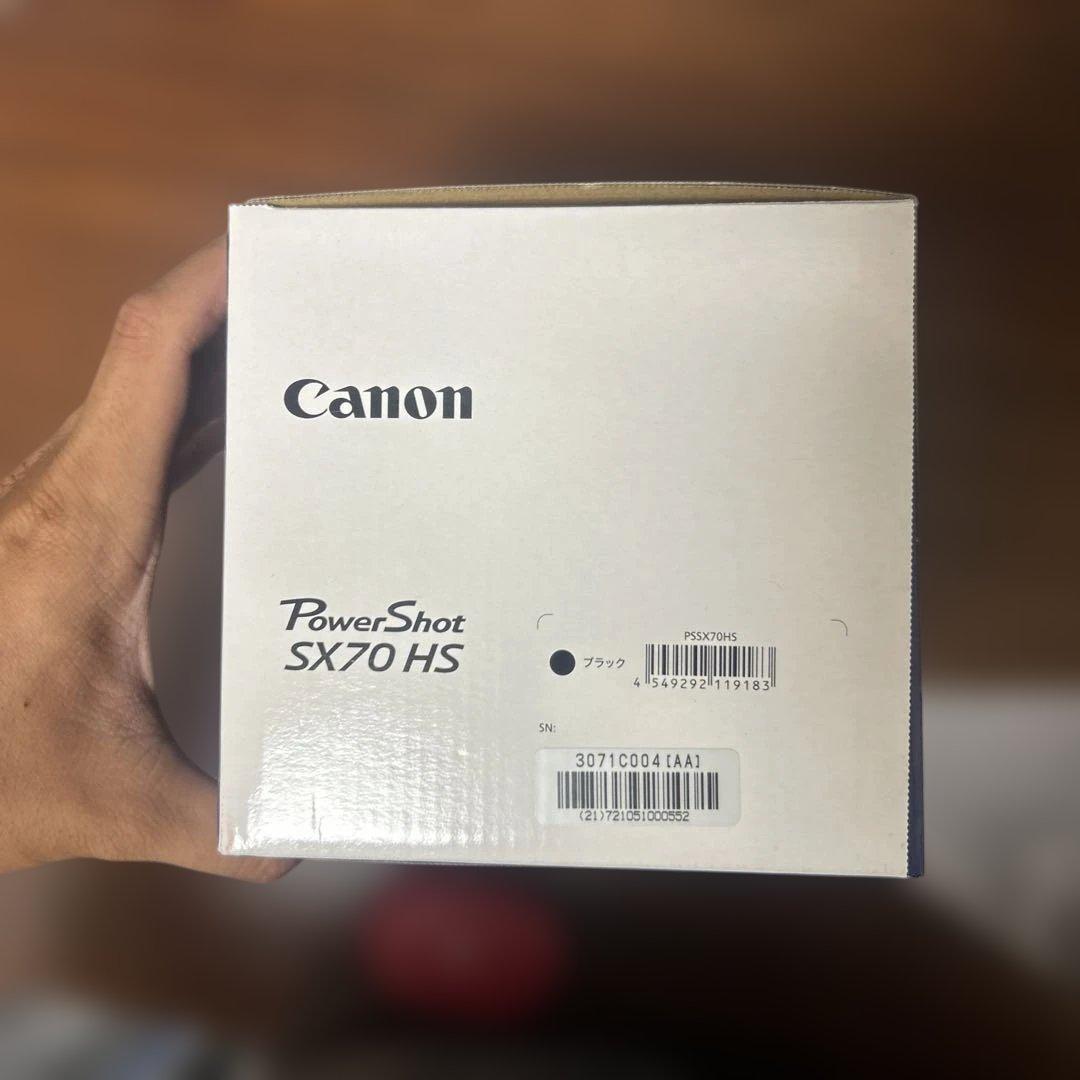 Canon
PowerShot
SX70 HS
PSSX70HS
ブラック
4 549292 119183
SN:
3071C004[AA]
(21)721051000552